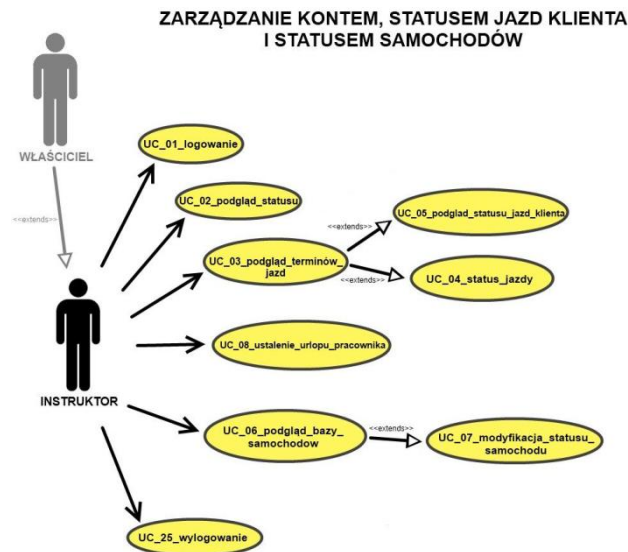 ZARZĄDZANIE KONTEM, STATUSEM JAZD KLIENTA
I STATUSEM SAMOCHODÓW
WŁAŚCICIEL
<<extends>>
INSTRUKTOR
UC_01_logowanie
UC_02_podgląd_statusu
UC_03_podgląd_terminów_
jazd
<<extends>>
UC_05_podglad_statusu_jazd_klienta
<<extends>>
UC_04_status_jazdy
UC_08_ustalenie_urlopu_pracownika
UC_06_podgląd_bazy_
samochodow
<<extends>>
UC_07_modyfikacja_statusu_
samochodu
UC_25_wylogowanie